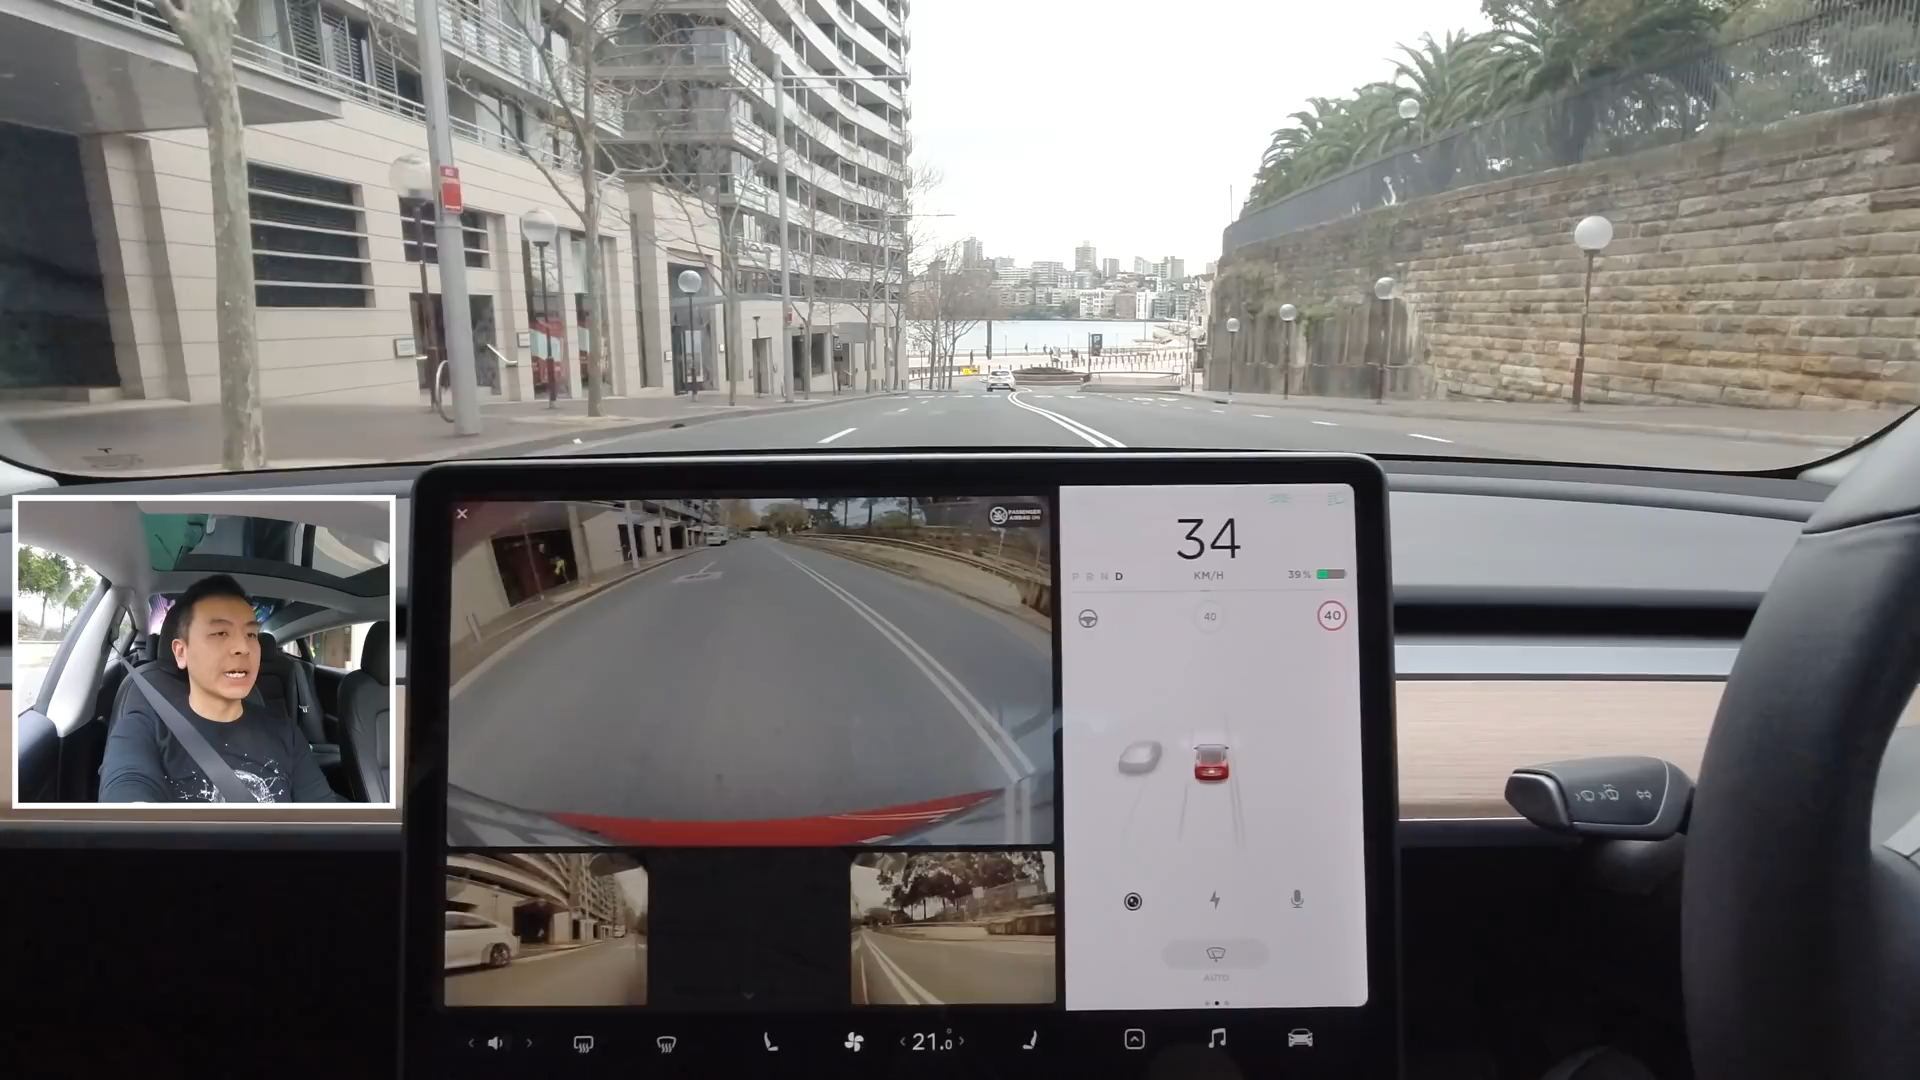 P
PASSENGER
AIRBAG ON
34
P R N D
KM/H
39 %
40
40
AUTO
21.0